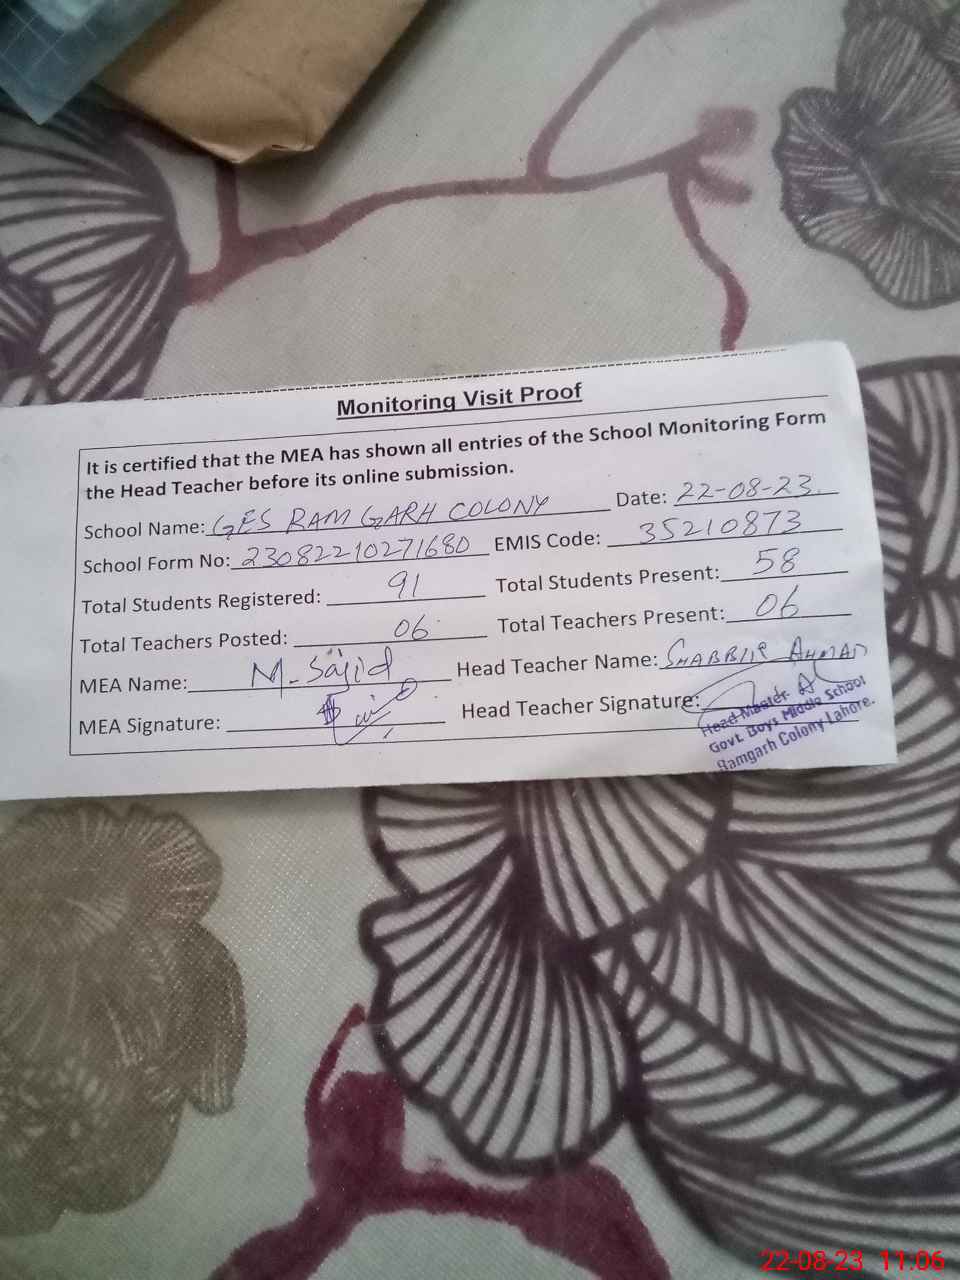 Monitoring Visit Proof
It is certified that the MEA has shown all entries of the School Monitoring Form
the Head Teacher before its online submission.
School Name: GES RAM GARH COLONY Date: 22-08-23.
School Form No: 23082210271680 EMIS Code: 35210873
Total Students Registered: 91 Total Students Present: 58
Total Teachers Posted: 06 Total Teachers Present: 06
MEA Name: M. Sajid Head Teacher Name: SHABBIR AHMAD
MEA Signature: Head Teacher Signature:
Head Master
Govt. Boys Middle School
Ramgarh Colony Lahore.
22-08-23 11:06